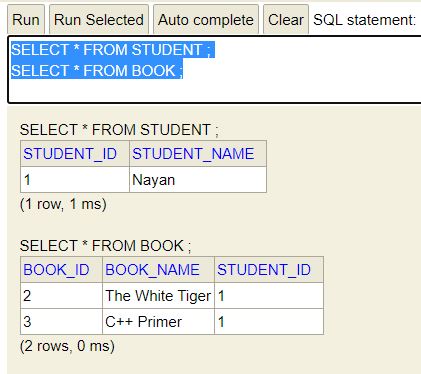 Run Run Selected Auto complete Clear SQL statement:
SELECT * FROM STUDENT ;
SELECT * FROM BOOK ;
SELECT * FROM STUDENT ;
STUDENT_ID STUDENT_NAME
1 Nayan
(1 row, 1 ms)
SELECT * FROM BOOK ;
BOOK_ID BOOK_NAME STUDENT_ID
2 The White Tiger 1
3 C++ Primer 1
(2 rows, 0 ms)